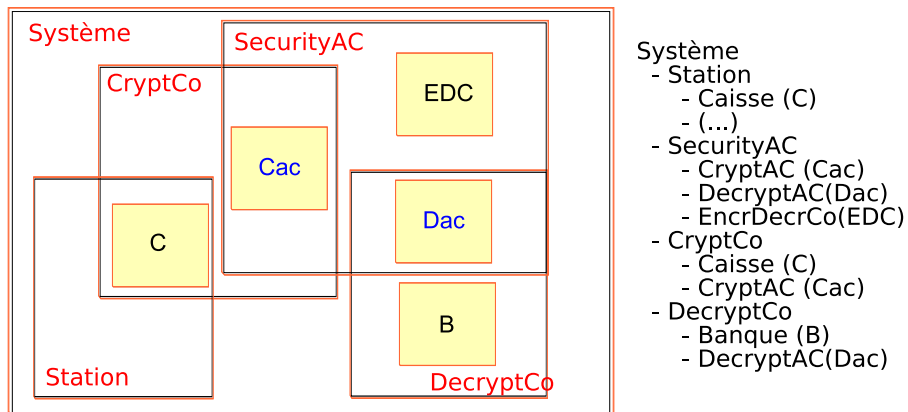 Système
SecurityAC
CryptCo
EDC
Cac
Dac
C
B
Station
DecryptCo
Système
- Station
- Caisse (C)
- (...)
- SecurityAC
- CryptAC (Cac)
- DecryptAC(Dac)
- EncrDecrCo(EDC)
- CryptCo
- Caisse (C)
- CryptAC (Cac)
- DecryptCo
- Banque (B)
- DecryptAC(Dac)